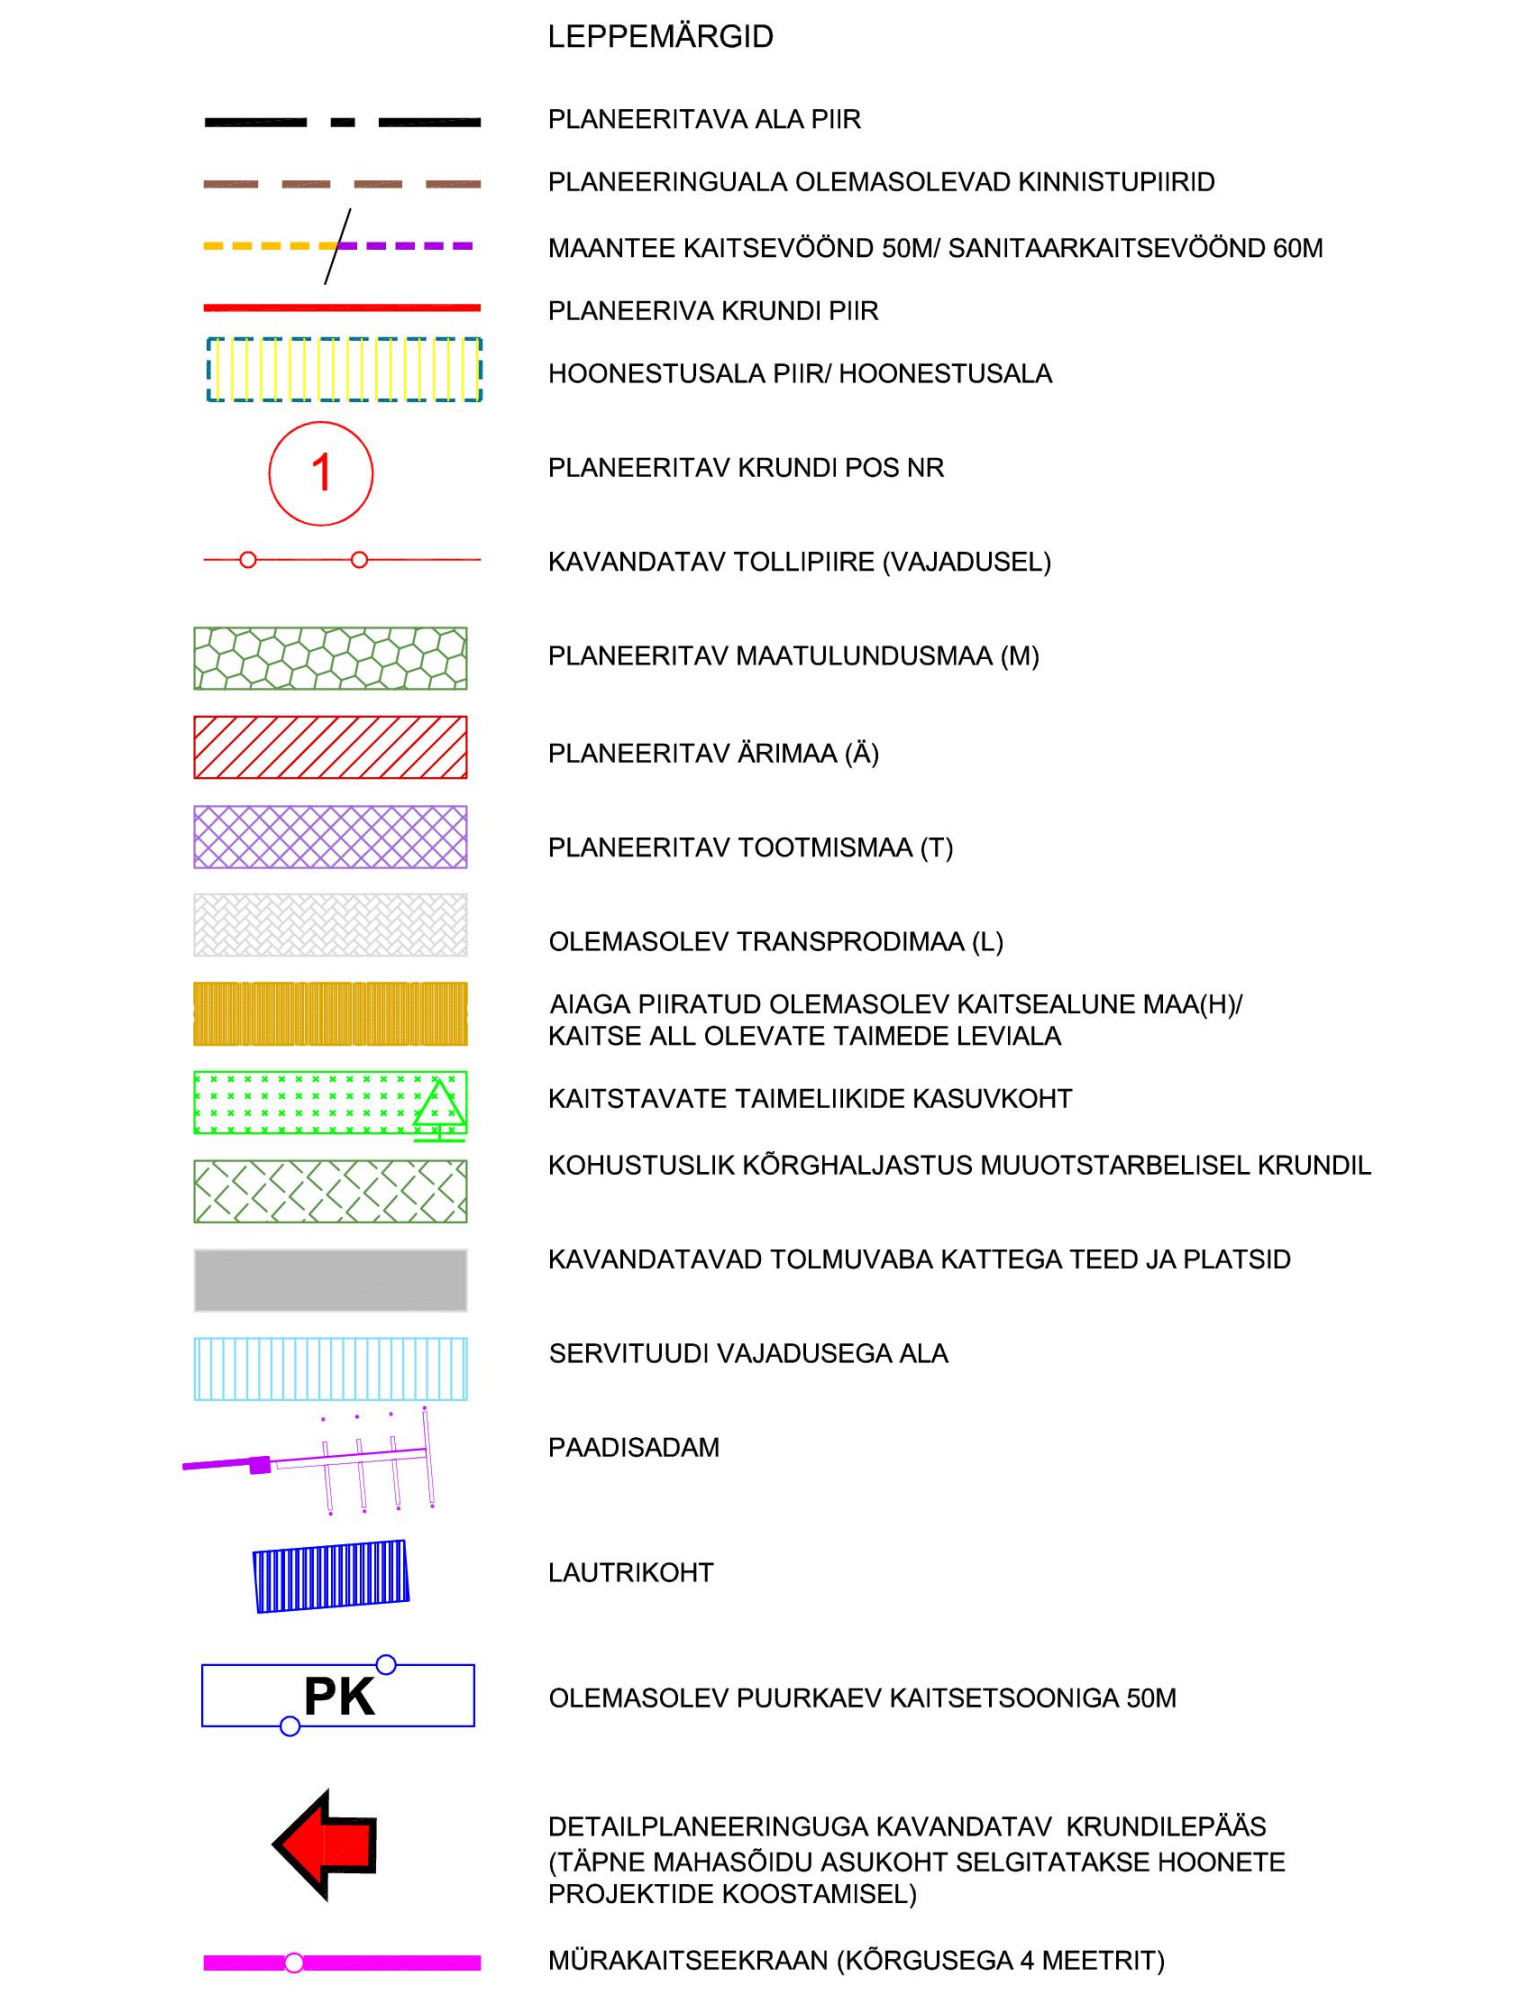 LEPPEMÄRGID
PLANEERITAVA ALA PIIR
PLANEERINGUALA OLEMASOLEVAD KINNISTUPIIRID
MAANTEE KAITSEVÖÖND 50M/ SANITAARKAITSEVÖÖND 60M
PLANEERIVA KRUNDI PIIR
HOONESTUSALA PIIR/ HOONESTUSALA
1
PLANEERITAV KRUNDI POS NR
KAVANDATAV TOLLIPIIRE (VAJADUSEL)
PLANEERITAV MAATULUNDUSMAA (M)
PLANEERITAV ÄRIMAA (Ä)
PLANEERITAV TOOTMISMAA (T)
OLEMASOLEV TRANSPRODIMAA (L)
AIAGA PIIRATUD OLEMASOLEV KAITSEALUNE MAA(H)/
KAITSE ALL OLEVATE TAIMEDE LEVIALA
KAITSTAVATE TAIMELIIKIDE KASUVKOHT
KOHUSTUSLIK KÕRGHALJASTUS MUUOTSTARBELISEL KRUNDIL
KAVANDATAVAD TOLMUVABA KATTEGA TEED JA PLATSID
SERVITUUDI VAJADUSEGA ALA
PAADISADAM
LAUTRIKOHT
PK
OLEMASOLEV PUURKAEV KAITSETSOONIGA 50M
DETAILPLANEERINGUGA KAVANDATAV KRUNDILEPÄÄS
(TÄPNE MAHASÕIDU ASUKOHT SELGITATAKSE HOONETE
PROJEKTIDE KOOSTAMISEL)
MÜRAKAITSEEKRAAN (KÕRGUSEGA 4 MEETRIT)